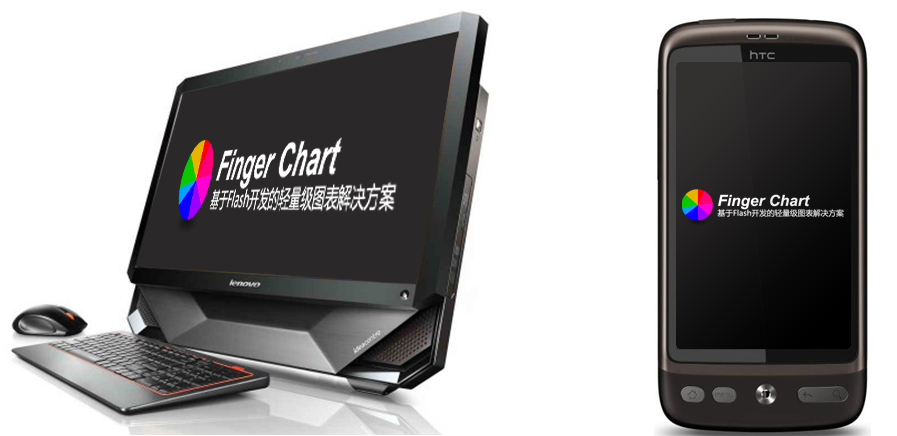 Finger Chart
基于Flash开发的轻量级图表解决方案
lenovo
ideacentre
hTC
Finger Chart
基于Flash开发的轻量级图表解决方案